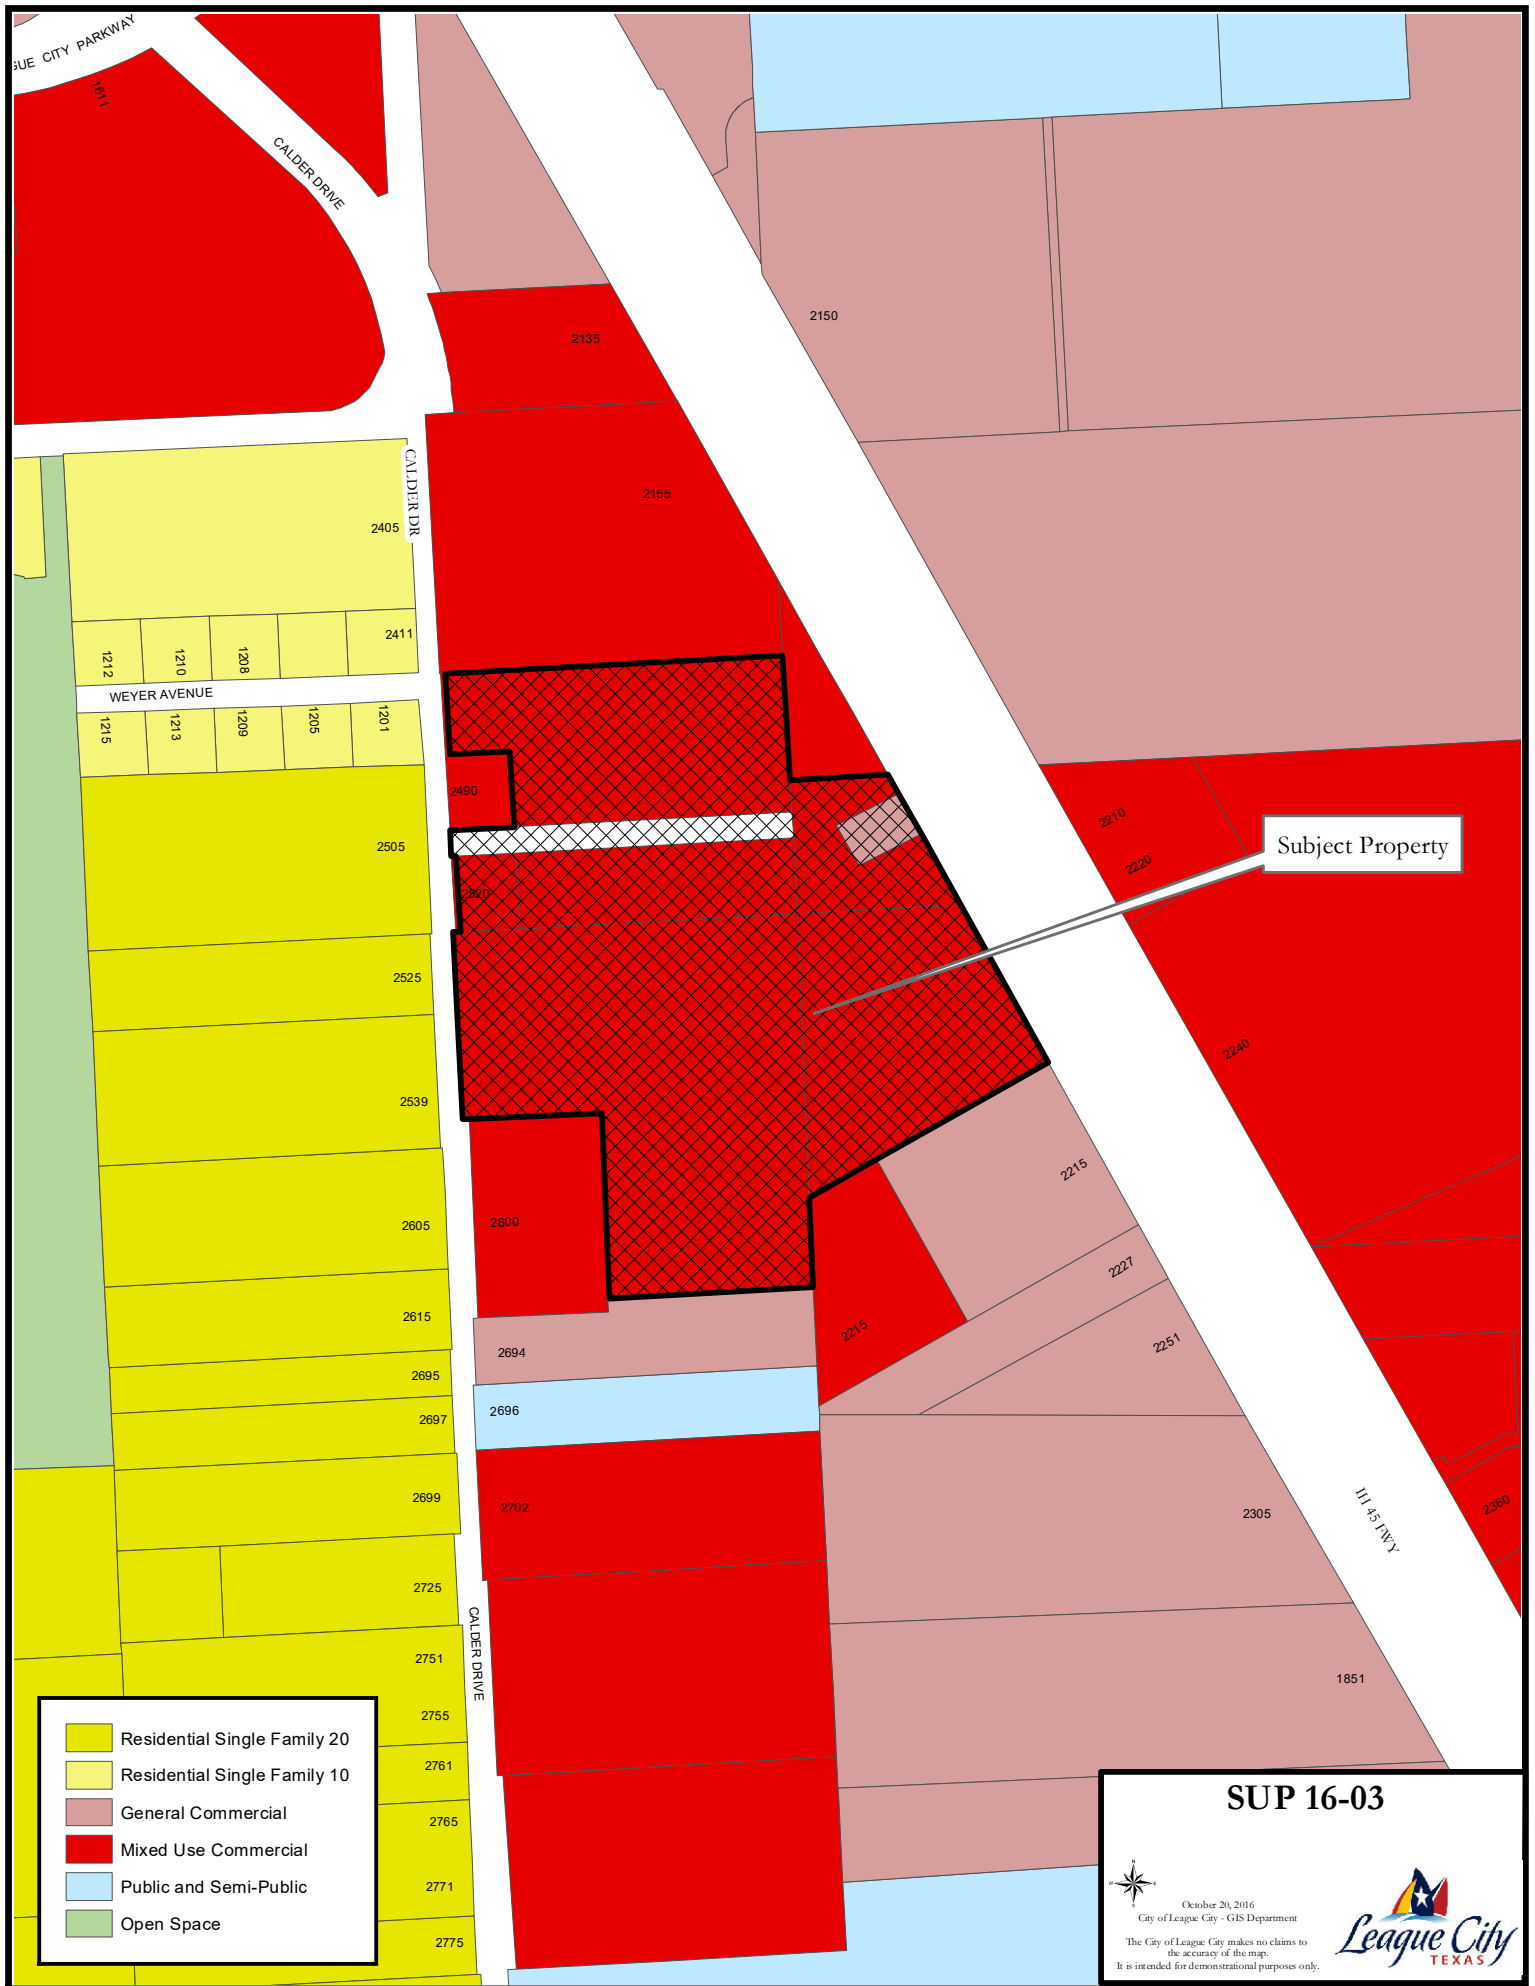 GUE CITY PARKWAY
1611
CALDER DRIVE
2150
2135
CALDER DR
2155
2405
2411
1212
1210
1208
WEYER AVENUE
1215
1213
1209
1205
1201
2490
2210
2220
Subject Property
2505
2520
2525
2240
2539
2215
2600
2605
2227
2615
2215
2251
2694
2695
2696
2697
2699
2702
2305
IH 45 FWY
2360
2725
CALDER DRIVE
2751
1851
2755
2761
2765
2771
2775
Residential Single Family 20
Residential Single Family 10
General Commercial
Mixed Use Commercial
Public and Semi-Public
Open Space
SUP 16-03
N
W E
S
October 20, 2016
City of League City - GIS Department
The City of League City makes no claims to
the accuracy of the map.
It is intended for demonstrational purposes only.
League City
TEXAS